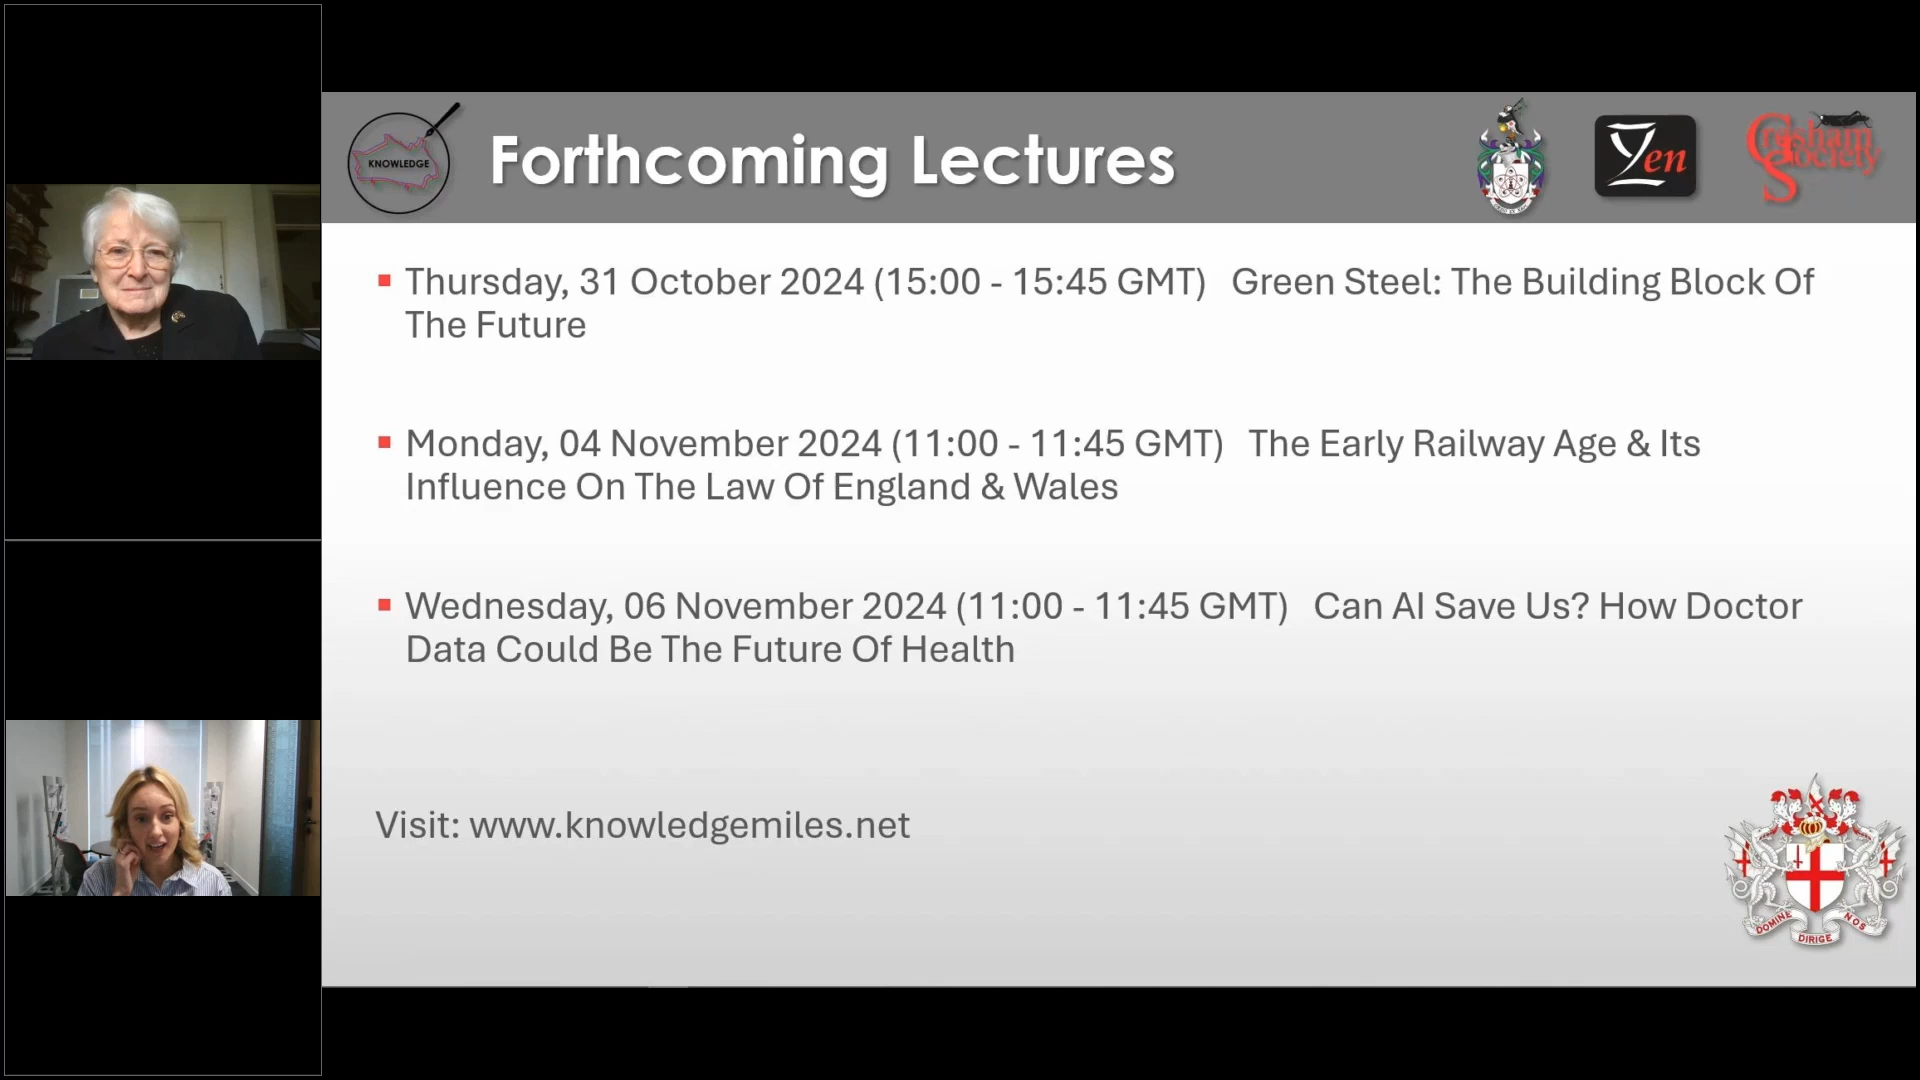 KNOWLEDGE
Forthcoming Lectures
Zen
Gresham
Society
Thursday, 31 October 2024 (15:00 - 15:45 GMT) Green Steel: The Building Block Of
The Future
Monday, 04 November 2024 (11:00 - 11:45 GMT) The Early Railway Age & Its
Influence On The Law Of England & Wales
Wednesday, 06 November 2024 (11:00 - 11:45 GMT) Can AI Save Us? How Doctor
Data Could Be The Future Of Health
Visit: www.knowledgemiles.net
DOMINE DIRIGE NOS